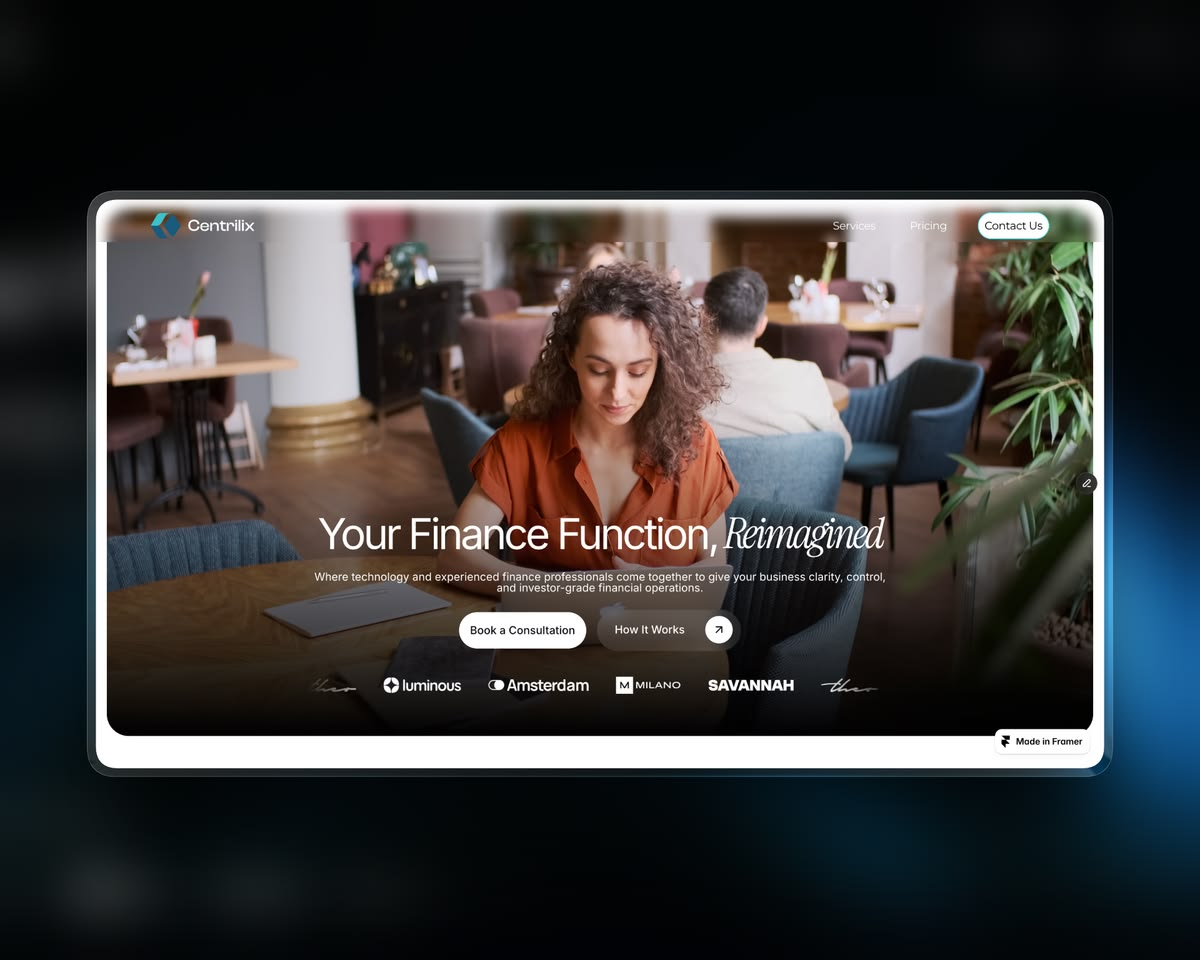 Centrilix
Services
Pricing
Contact Us
Your Finance Function, Reimagined
Where technology and experienced finance professionals come together to give your business clarity, control,
and investor-grade financial operations.
Book a Consultation
How It Works
theo
luminous
Amsterdam
M MILANO
SAVANNAH
theo
Made in Framer